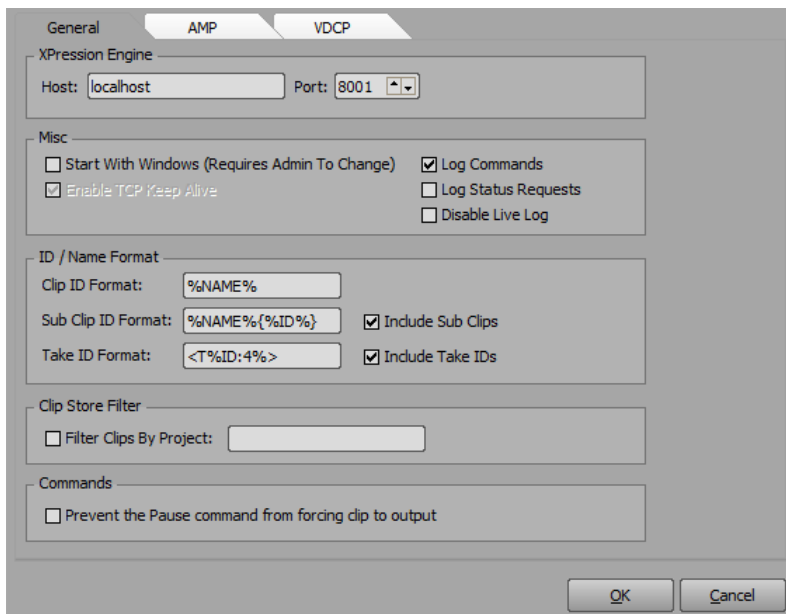 General AMP VDCP
XPression Engine
Host: localhost Port: 8001
Misc
Start With Windows (Requires Admin To Change) Log Commands
Enable TCP Keep Alive Log Status Requests
Disable Live Log
ID / Name Format
Clip ID Format: %NAME%
Sub Clip ID Format: %NAME%{%ID%} Include Sub Clips
Take ID Format: <T%ID:4%> Include Take IDs
Clip Store Filter
Filter Clips By Project:
Commands
Prevent the Pause command from forcing clip to output
OK Cancel